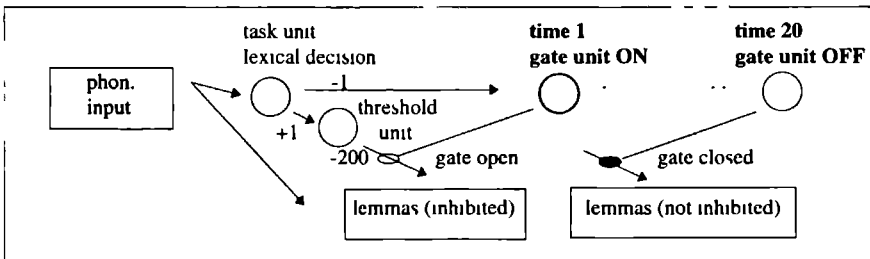 task unit
lexical decision
time 1
gate unit ON
time 20
gate unit OFF
phon.
input
-1
threshold
unit
+1
-200
gate open
gate closed
lemmas (inhibited)
lemmas (not inhibited)